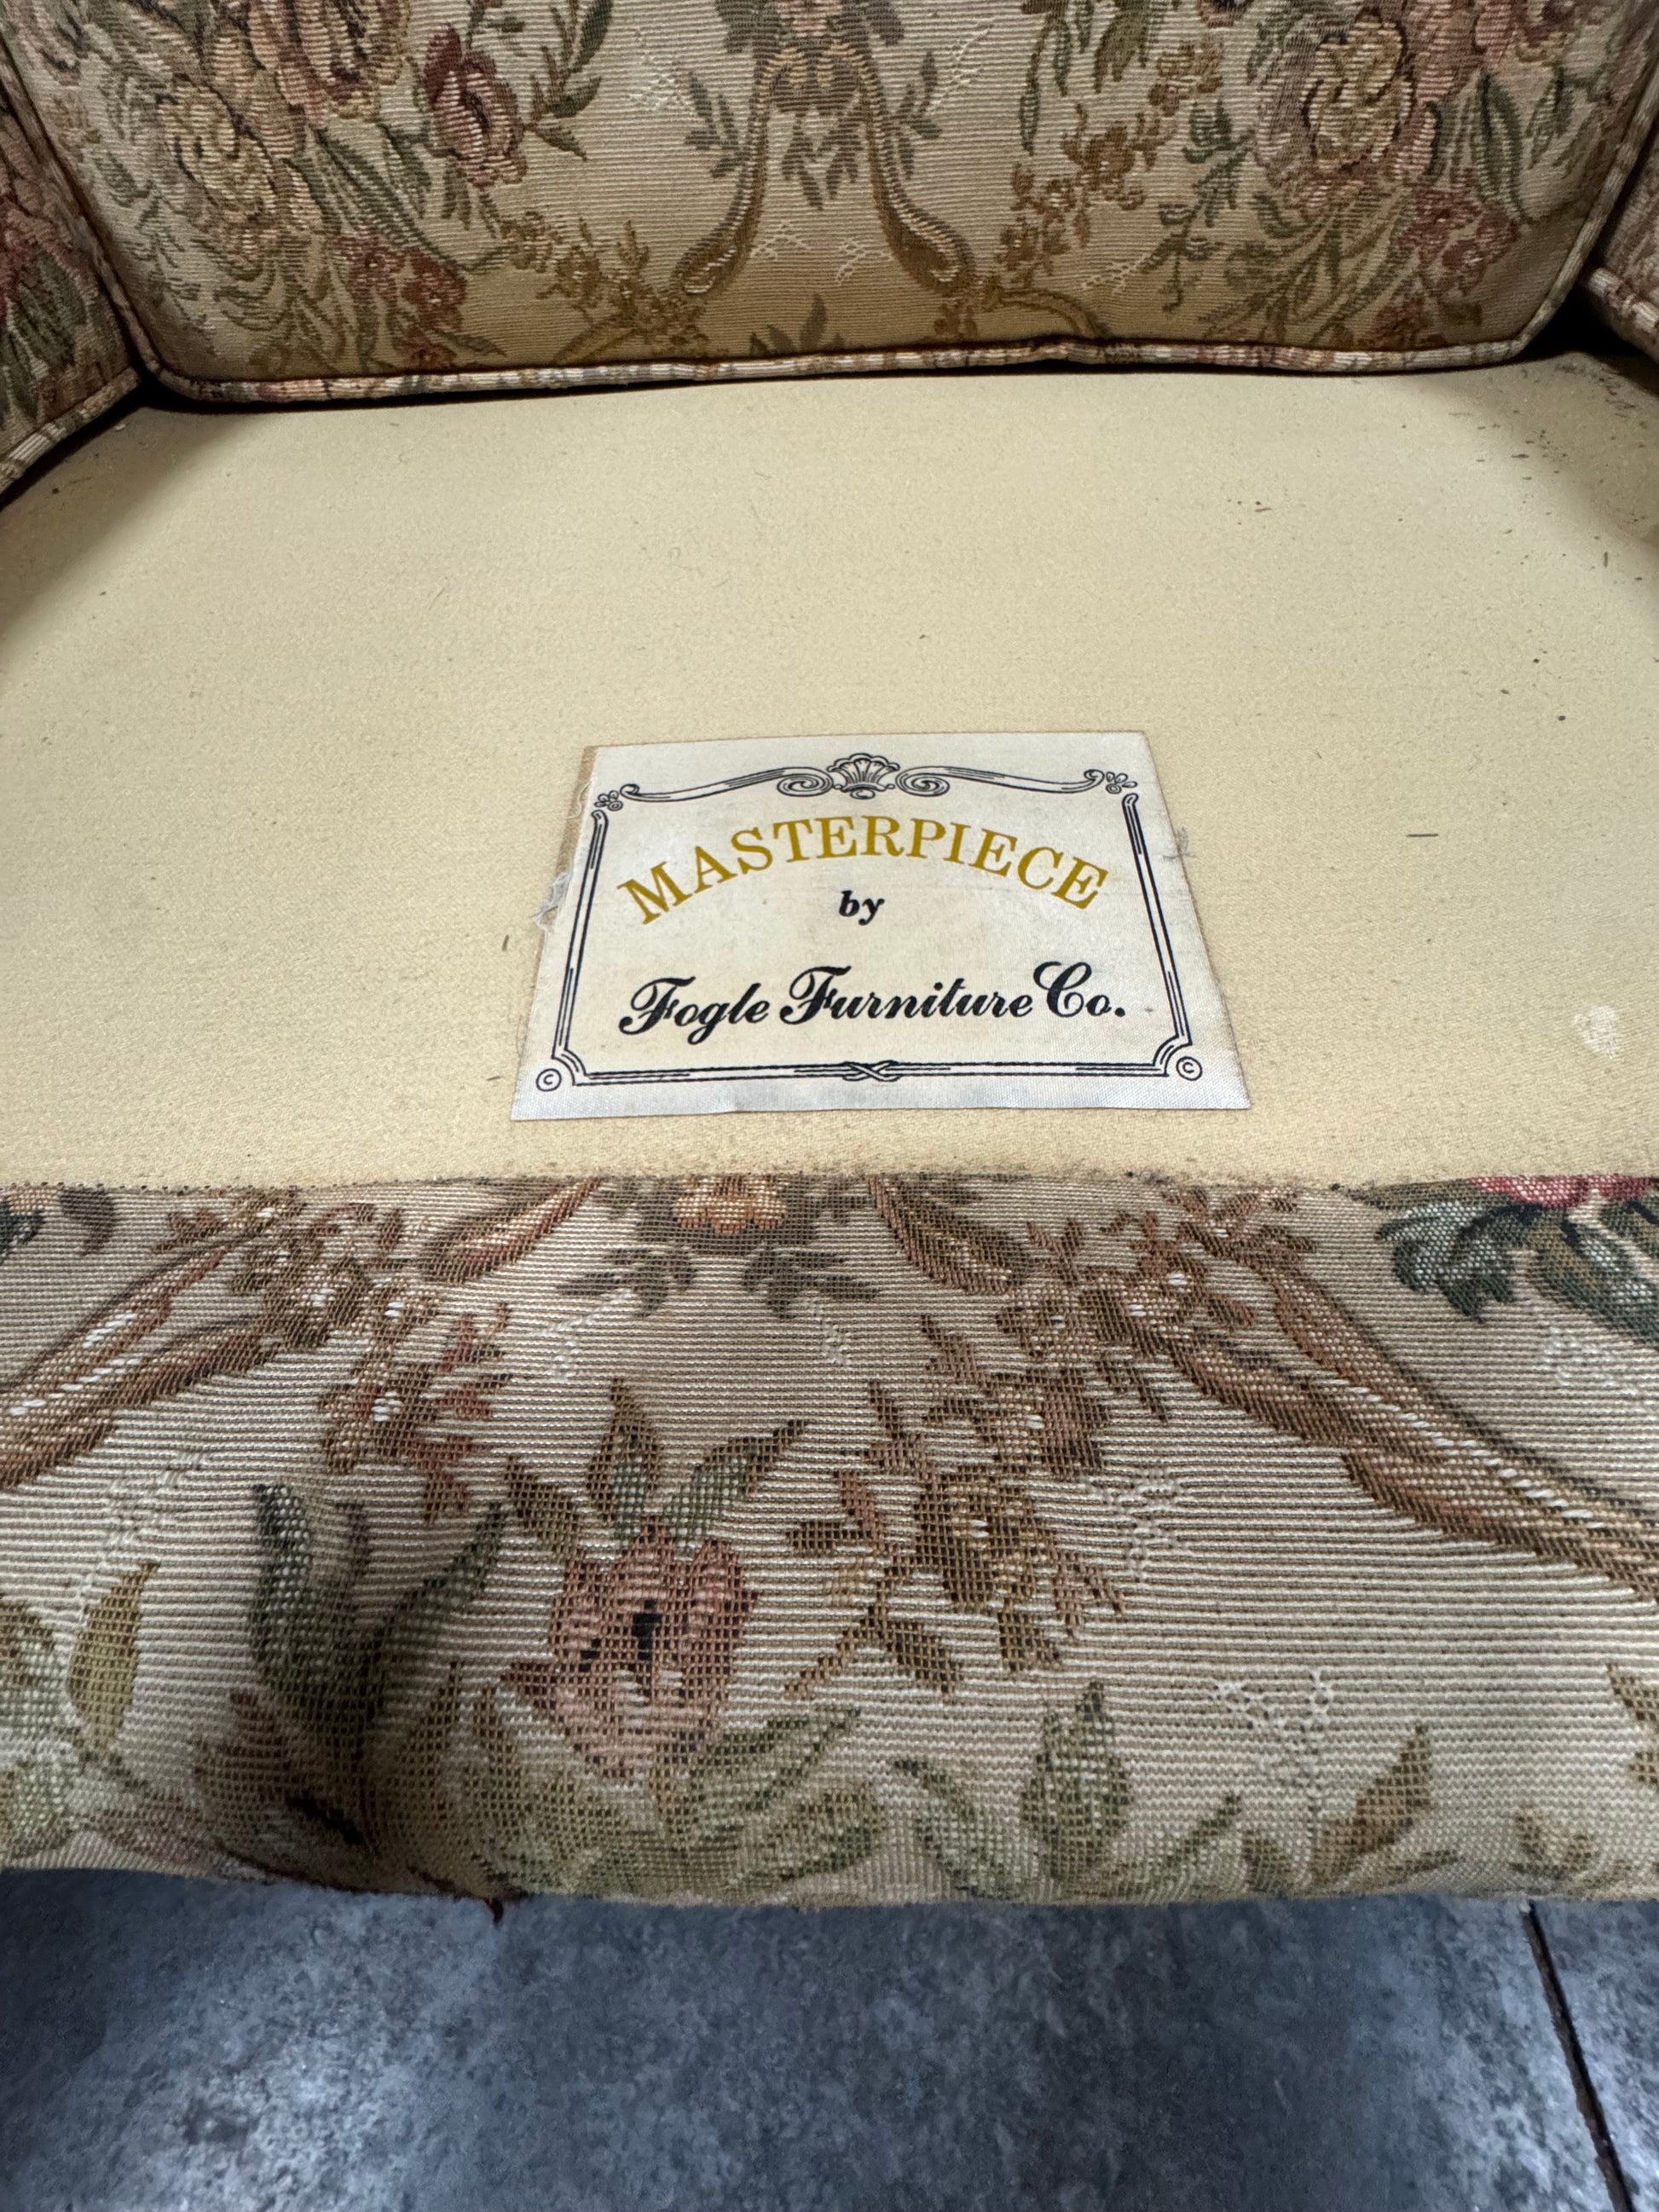 MASTERPIECE
by
Fogle Furniture Co.
© ©